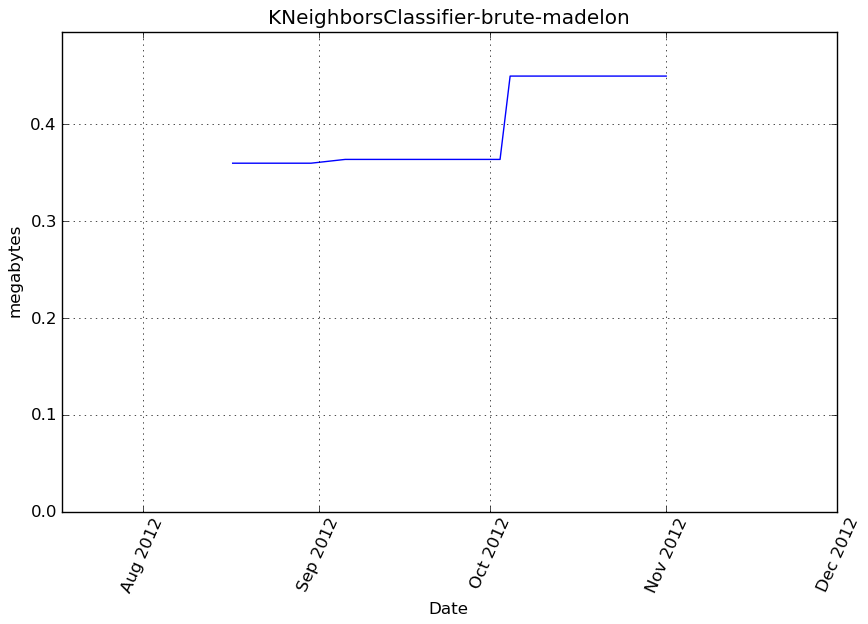 KNeighborsClassifier-brute-madelon
0.4
0.3
0.2
0.1
0.0
megabytes
Aug 2012
Sep 2012
Oct 2012
Nov 2012
Dec 2012
Date